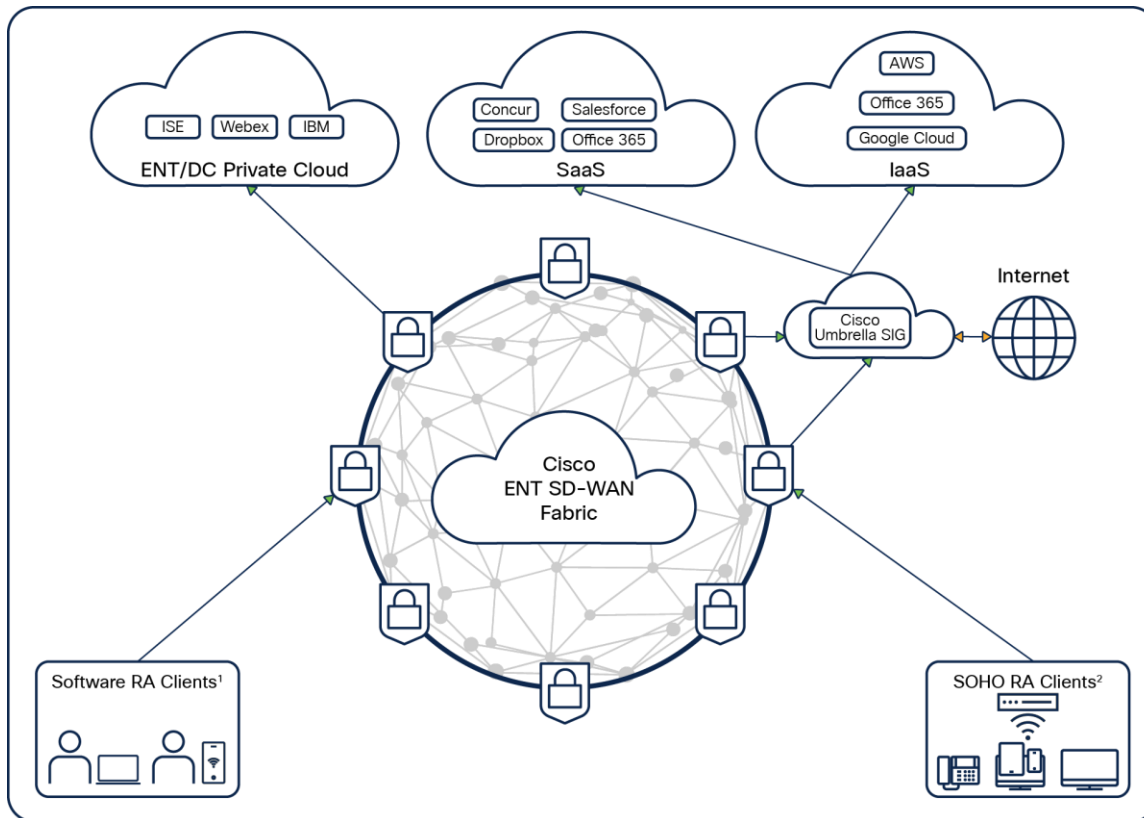 ISE
Webex
IBM
ENT/DC Private Cloud
Concur
Salesforce
Dropbox
Office 365
SaaS
AWS
Office 365
Google Cloud
IaaS
Cisco
Umbrella SIG
Internet
Cisco
ENT SD-WAN
Fabric
Software RA Clients¹
SOHO RA Clients²